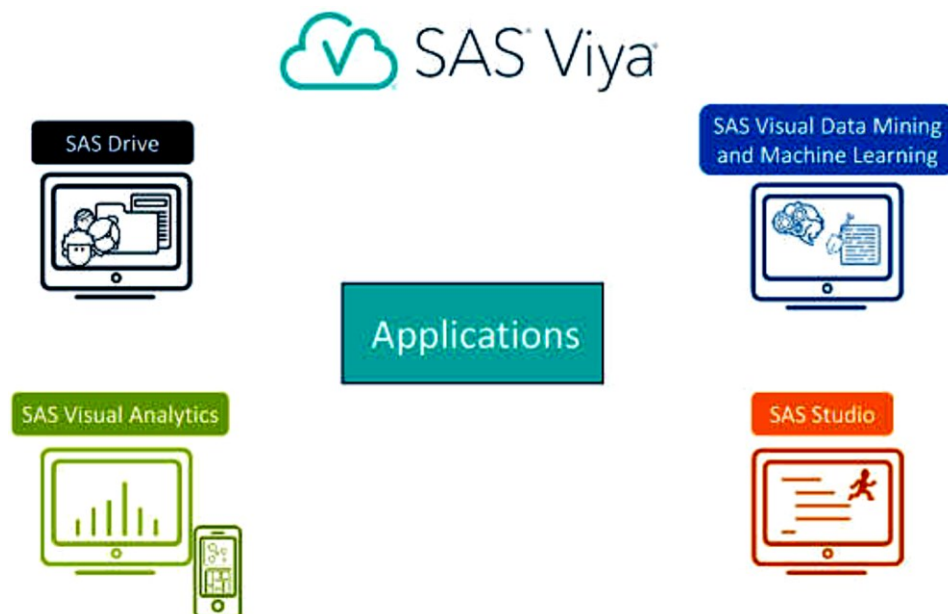 SAS® Viya®
SAS Drive
SAS Visual Data Mining
and Machine Learning
Applications
SAS Visual Analytics
SAS Studio